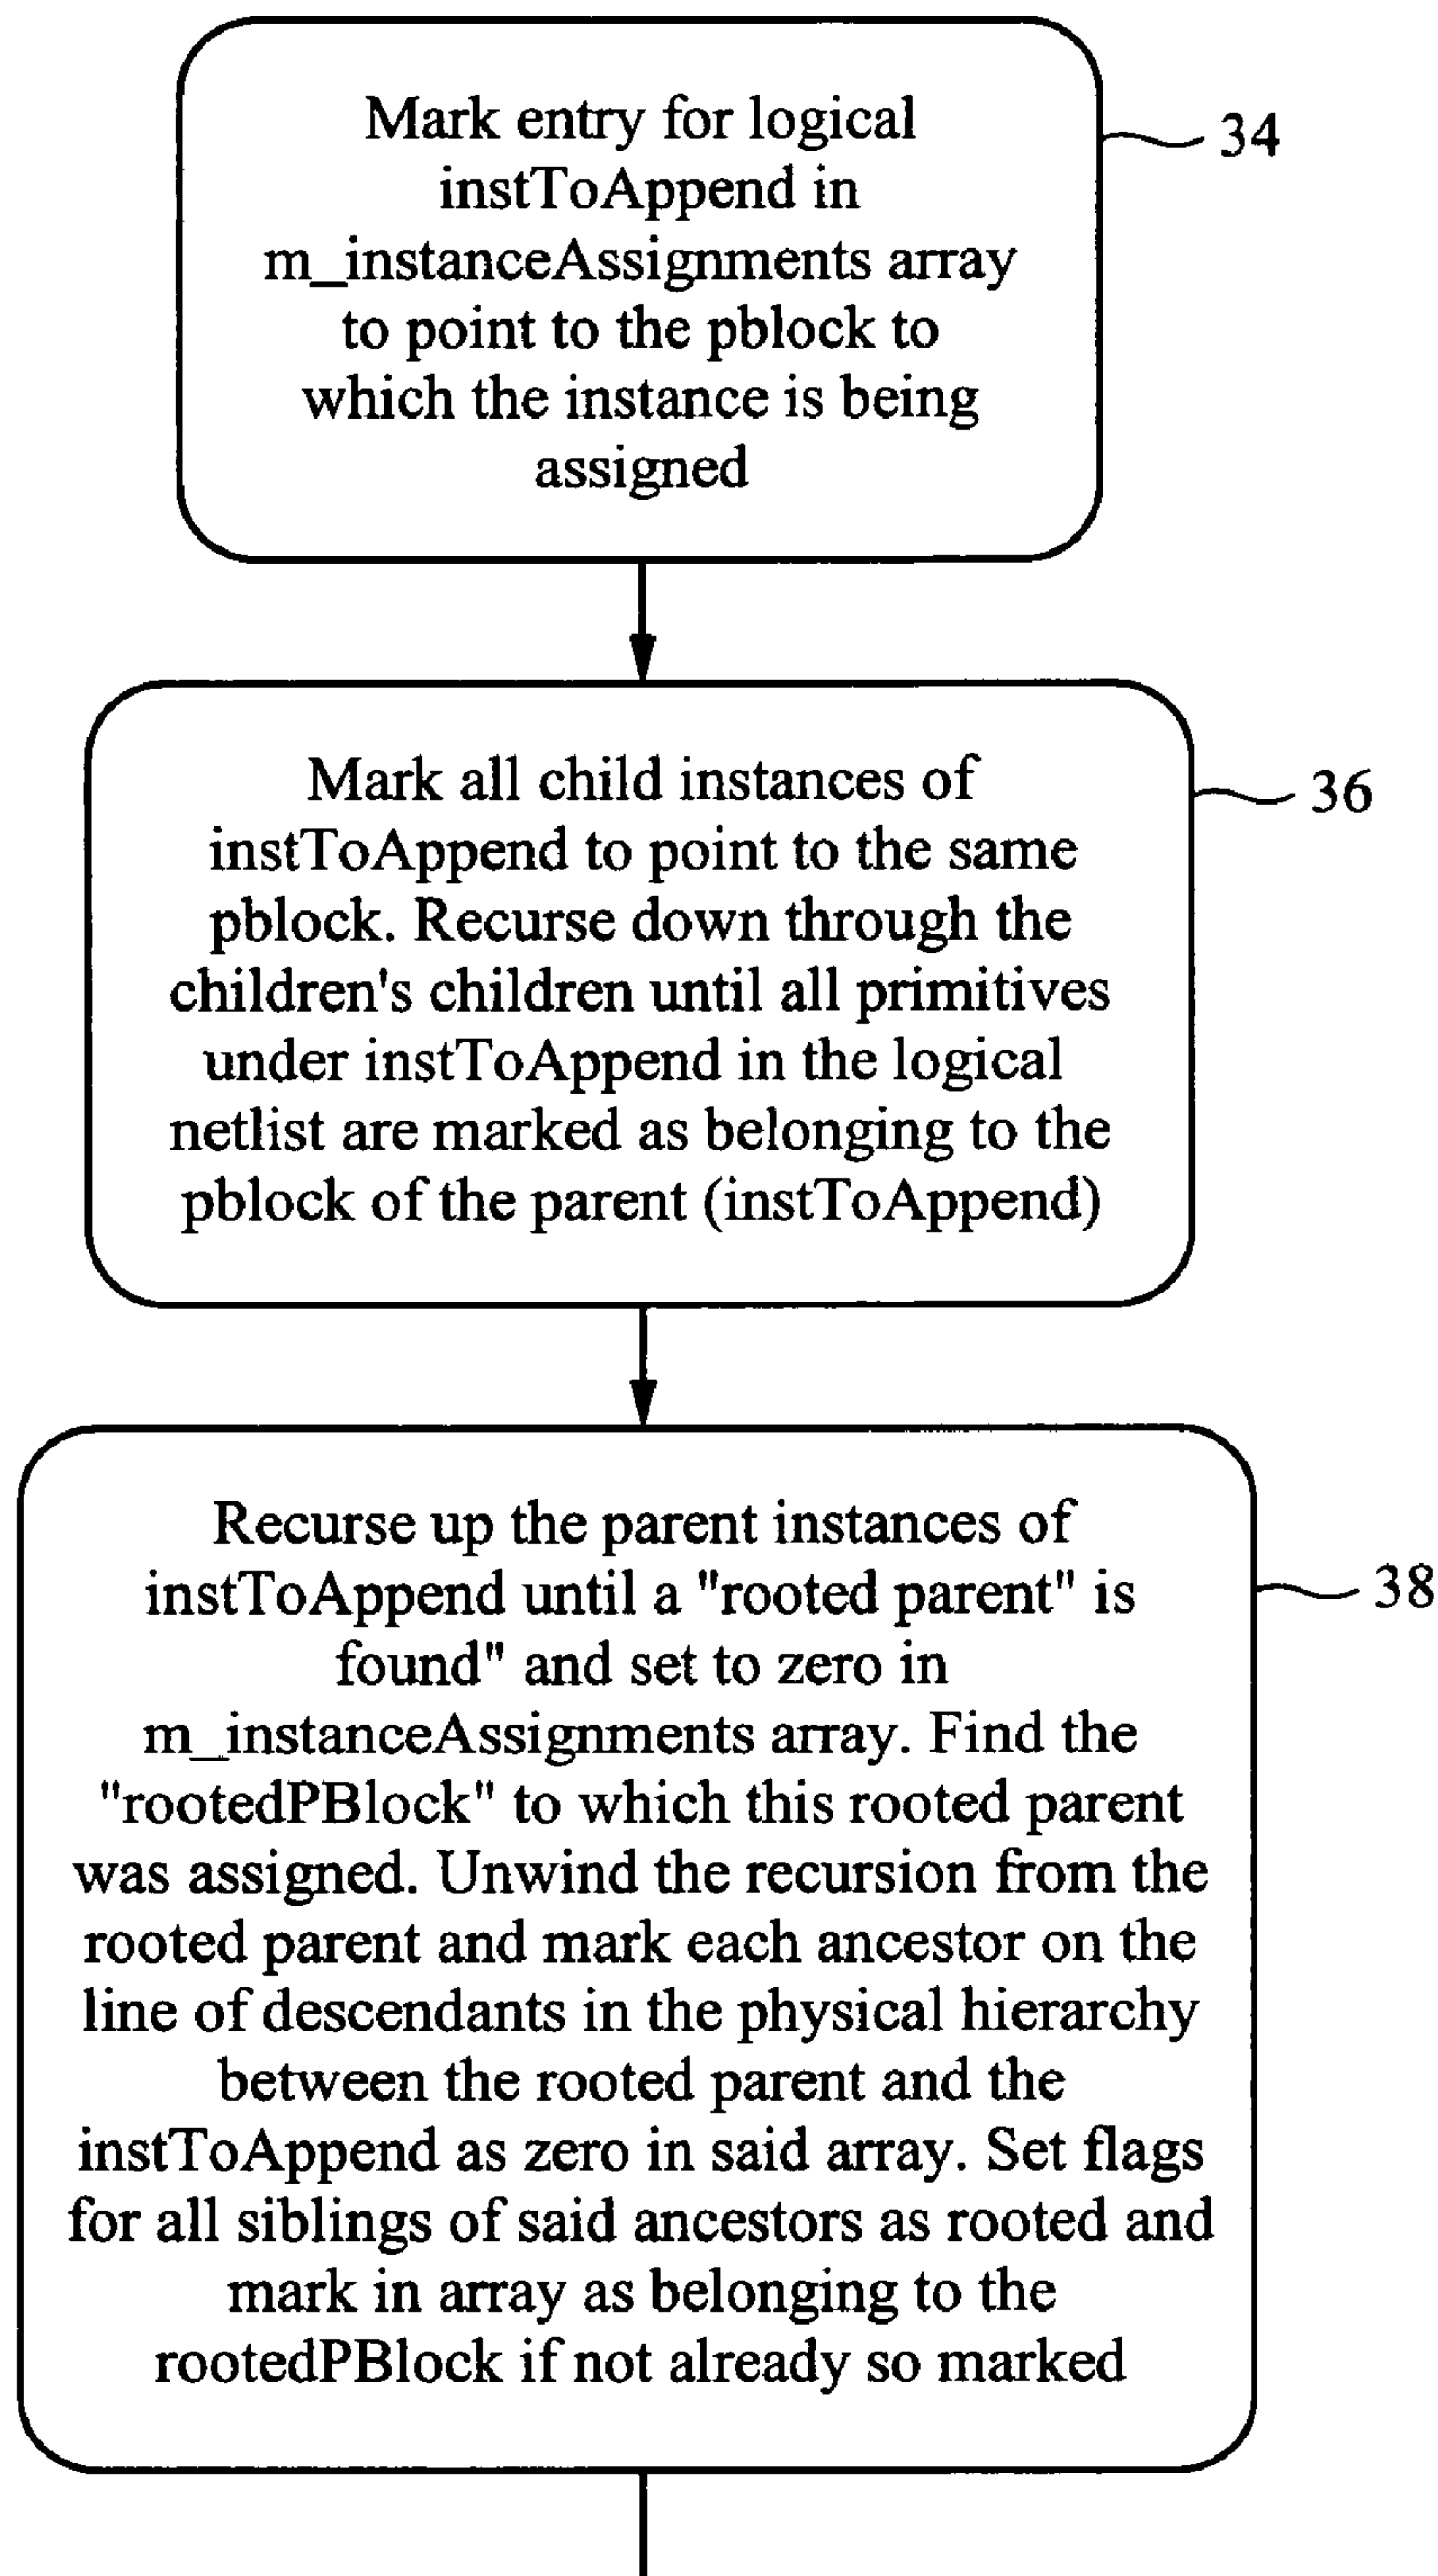 Mark entry for logical
instToAppend in
m_instanceAssignments array
to point to the pblock to
which the instance is being
assigned
34
Mark all child instances of
instToAppend to point to the same
pblock. Recurse down through the
children's children until all primitives
under instToAppend in the logical
netlist are marked as belonging to the
pblock of the parent (instToAppend)
36
Recurse up the parent instances of
instToAppend until a "rooted parent" is
found" and set to zero in
m_instanceAssignments array. Find the
"rootedPBlock" to which this rooted parent
was assigned. Unwind the recursion from the
rooted parent and mark each ancestor on the
line of descendants in the physical hierarchy
between the rooted parent and the
instToAppend as zero in said array. Set flags
for all siblings of said ancestors as rooted and
mark in array as belonging to the
rootedPBlock if not already so marked
38